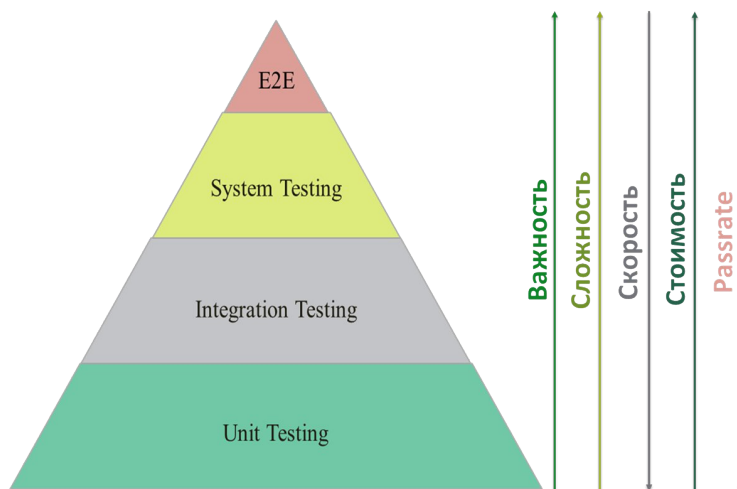 E2E
System Testing
Integration Testing
Unit Testing
Важность
Сложность
Скорость
Стоимость
Passrate